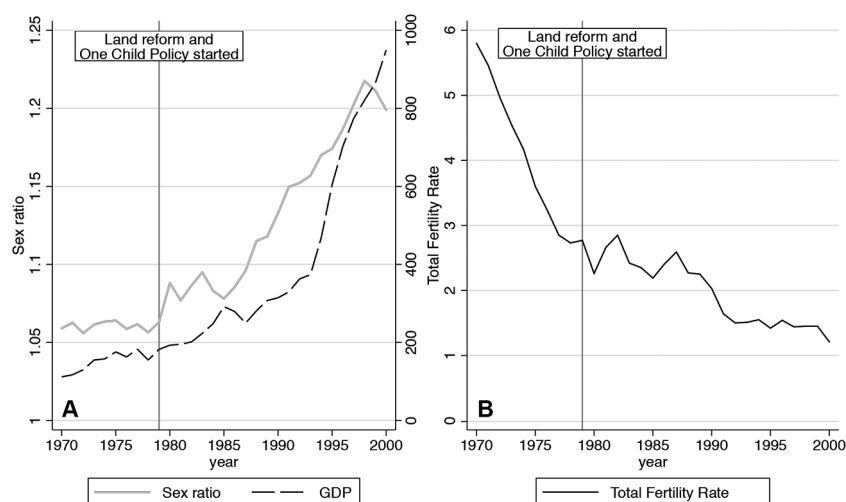 Land reform and
One Child Policy started
Sex ratio
1
1.05
1.1
1.15
1.2
1.25
0
200
400
600
800
1000
A
1970
1975
1980
1985
1990
1995
2000
year
Sex ratio
GDP
Land reform and
One Child Policy started
Total Fertility Rate
0
1
2
3
4
5
6
B
1970
1975
1980
1985
1990
1995
2000
year
Total Fertility Rate